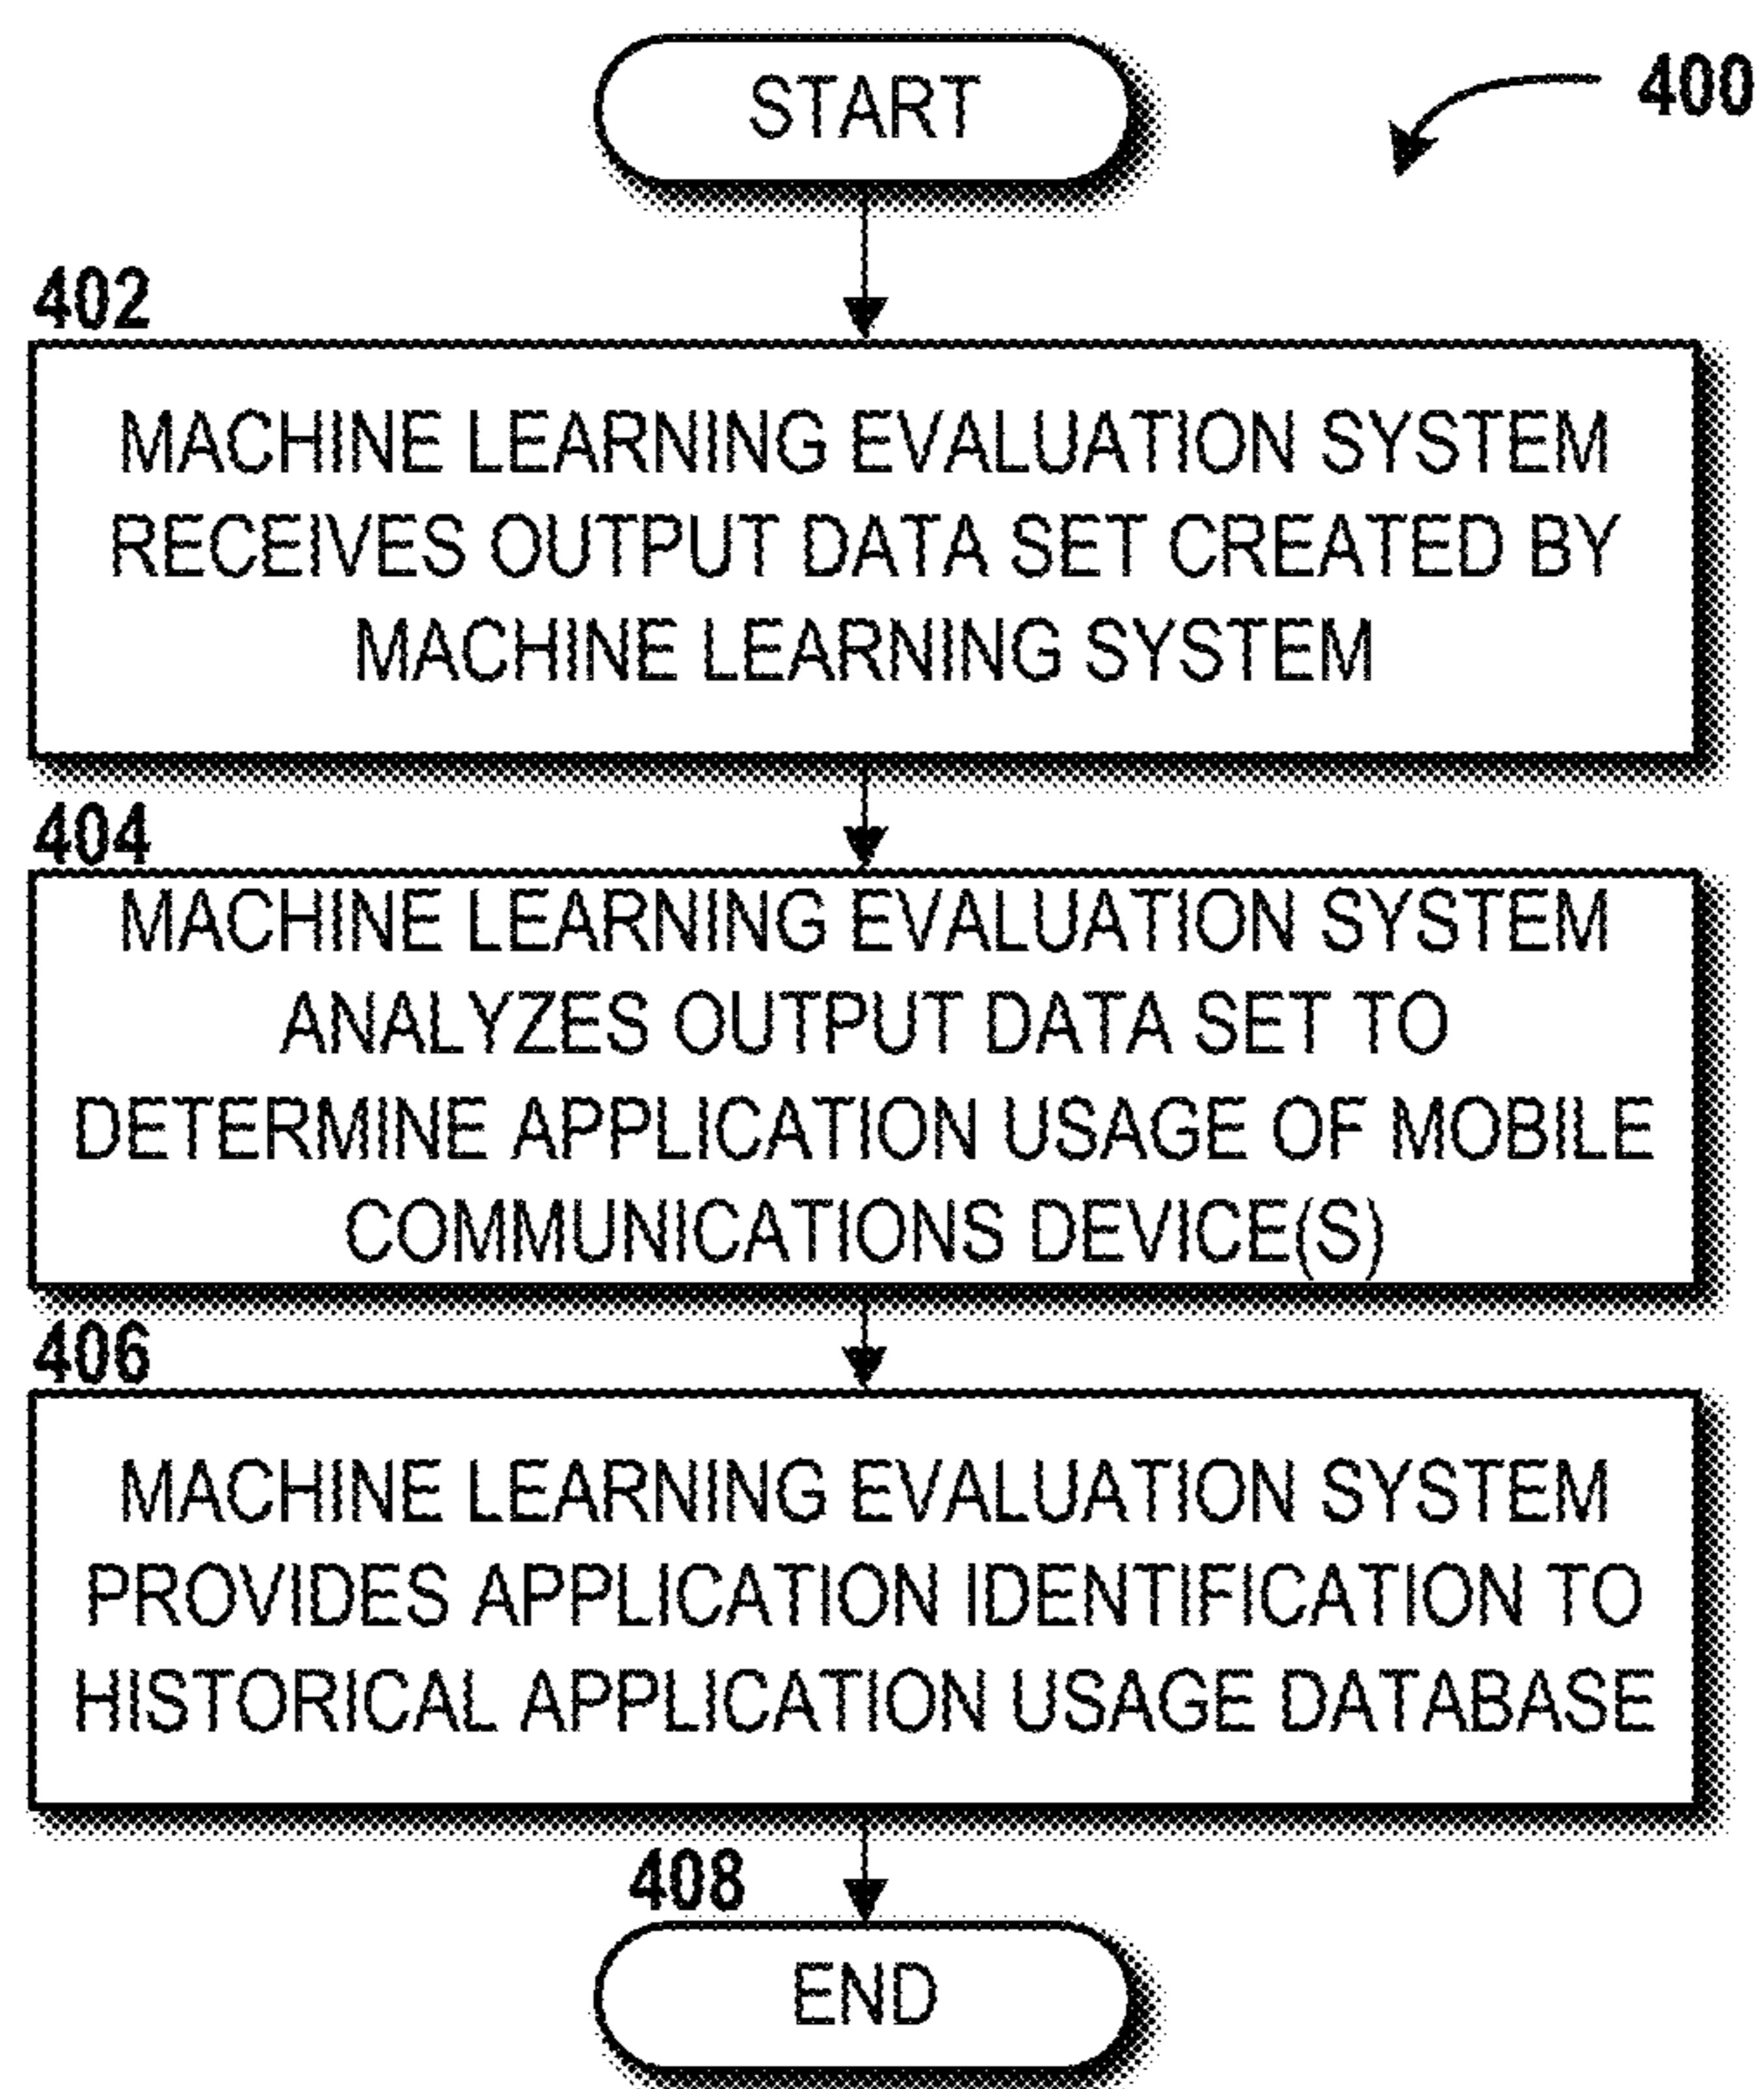 START
400
402
MACHINE LEARNING EVALUATION SYSTEM
RECEIVES OUTPUT DATA SET CREATED BY
MACHINE LEARNING SYSTEM
404
MACHINE LEARNING EVALUATION SYSTEM
ANALYZES OUTPUT DATA SET TO
DETERMINE APPLICATION USAGE OF MOBILE
COMMUNICATIONS DEVICE(S)
406
MACHINE LEARNING EVALUATION SYSTEM
PROVIDES APPLICATION IDENTIFICATION TO
HISTORICAL APPLICATION USAGE DATABASE
408
END